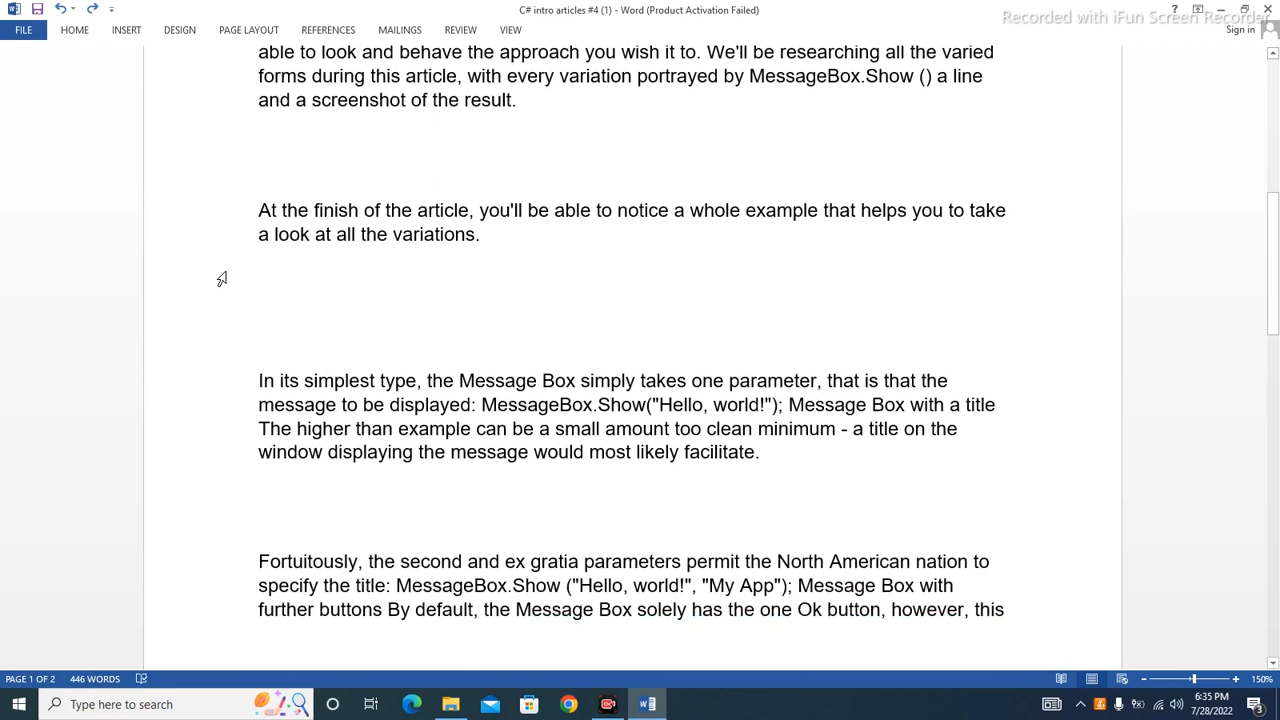 C# intro articles #4 (1) - Word (Product Activation Failed)
Recorded with iFun Screen Recorder
FILE HOME INSERT DESIGN PAGE LAYOUT REFERENCES MAILINGS REVIEW VIEW Sign in
able to look and behave the approach you wish it to. We'll be researching all the varied
forms during this article, with every variation portrayed by MessageBox.Show () a line
and a screenshot of the result.
At the finish of the article, you'll be able to notice a whole example that helps you to take
a look at all the variations.
In its simplest type, the Message Box simply takes one parameter, that is that the
message to be displayed: MessageBox.Show("Hello, world!"); Message Box with a title
The higher than example can be a small amount too clean minimum - a title on the
window displaying the message would most likely facilitate.
Fortuitously, the second and ex gratia parameters permit the North American nation to
specify the title: MessageBox.Show ("Hello, world!", "My App"); Message Box with
further buttons By default, the Message Box solely has the one Ok button, however, this
PAGE 1 OF 2 446 WORDS 150%
Type here to search
6:35 PM
7/28/2022
3